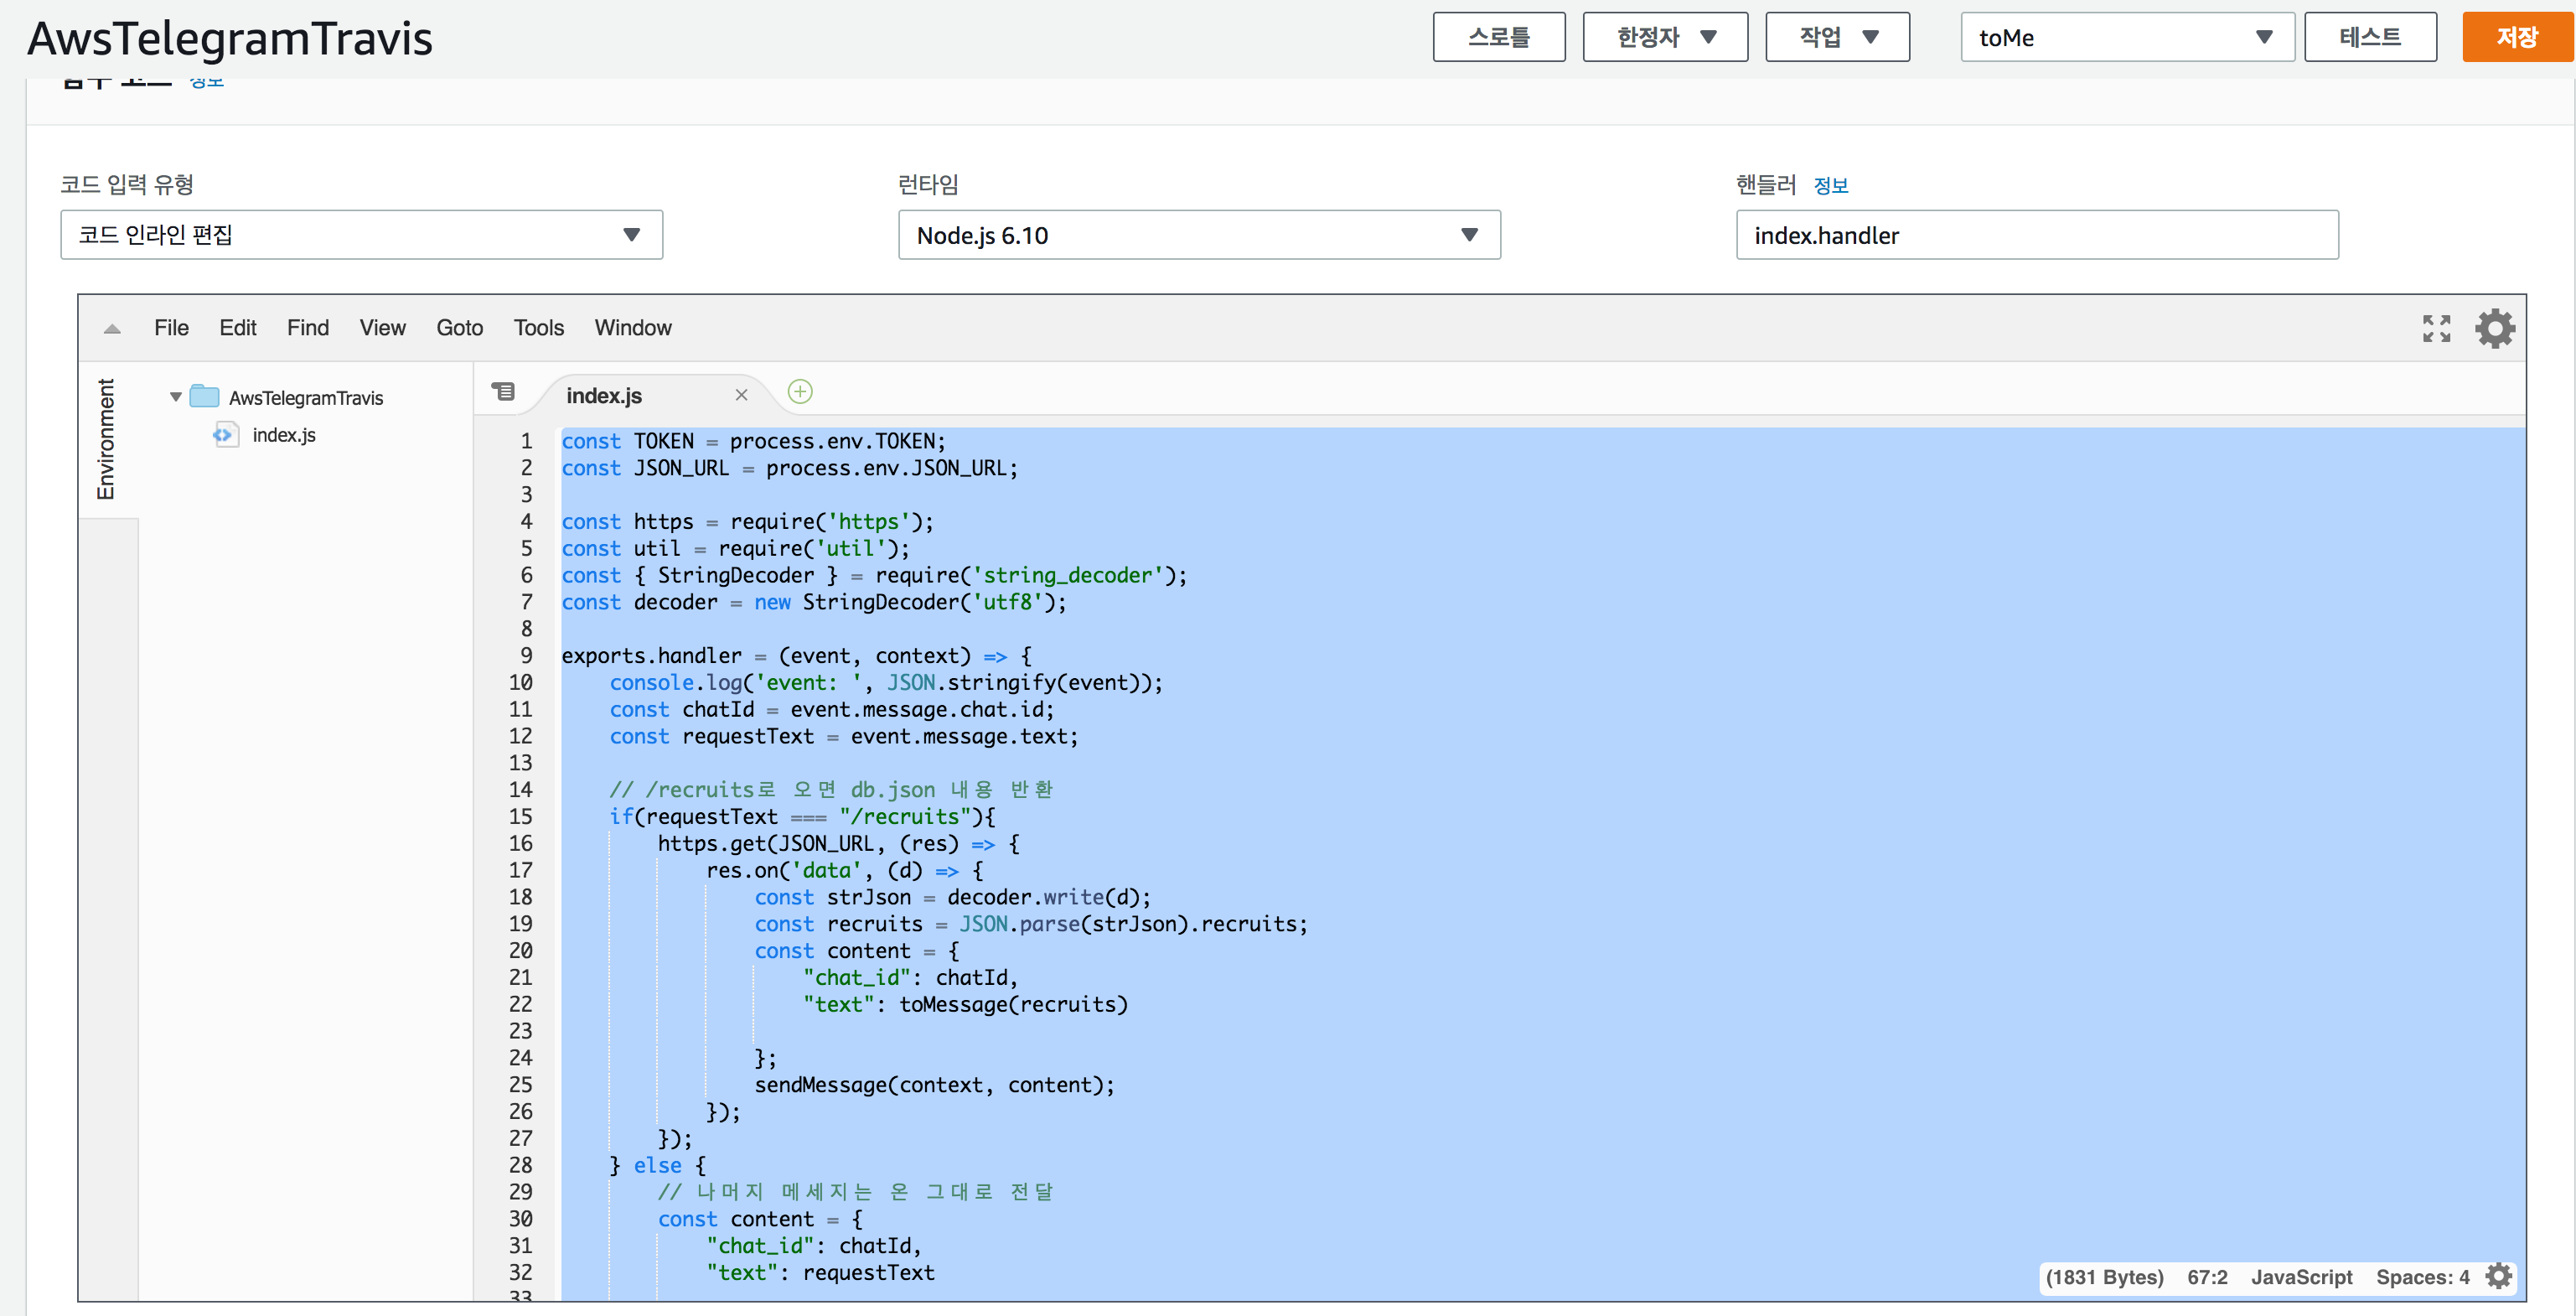 AwsTelegramTravis
스로틀 한정자 작업 toMe 테스트 저장
함수 코드 정보
코드 입력 유형 런타임 핸들러 정보
코드 인라인 편집 Node.js 6.10 index.handler
File Edit Find View Goto Tools Window
Environment
AwsTelegramTravis
index.js
index.js
1 const TOKEN = process.env.TOKEN;
2 const JSON_URL = process.env.JSON_URL;
3
4 const https = require('https');
5 const util = require('util');
6 const { StringDecoder } = require('string_decoder');
7 const decoder = new StringDecoder('utf8');
8
9 exports.handler = (event, context) => {
10 console.log('event: ', JSON.stringify(event));
11 const chatId = event.message.chat.id;
12 const requestText = event.message.text;
13
14 // /recruits로 오면 db.json 내용 반환
15 if(requestText === "/recruits"){
16 https.get(JSON_URL, (res) => {
17 res.on('data', (d) => {
18 const strJson = decoder.write(d);
19 const recruits = JSON.parse(strJson).recruits;
20 const content = {
21 "chat_id": chatId,
22 "text": toMessage(recruits)
23
24 };
25 sendMessage(context, content);
26 });
27 });
28 } else {
29 // 나머지 메세지는 온 그대로 전달
30 const content = {
31 "chat_id": chatId,
32 "text": requestText
33
(1831 Bytes) 67:2 JavaScript Spaces: 4